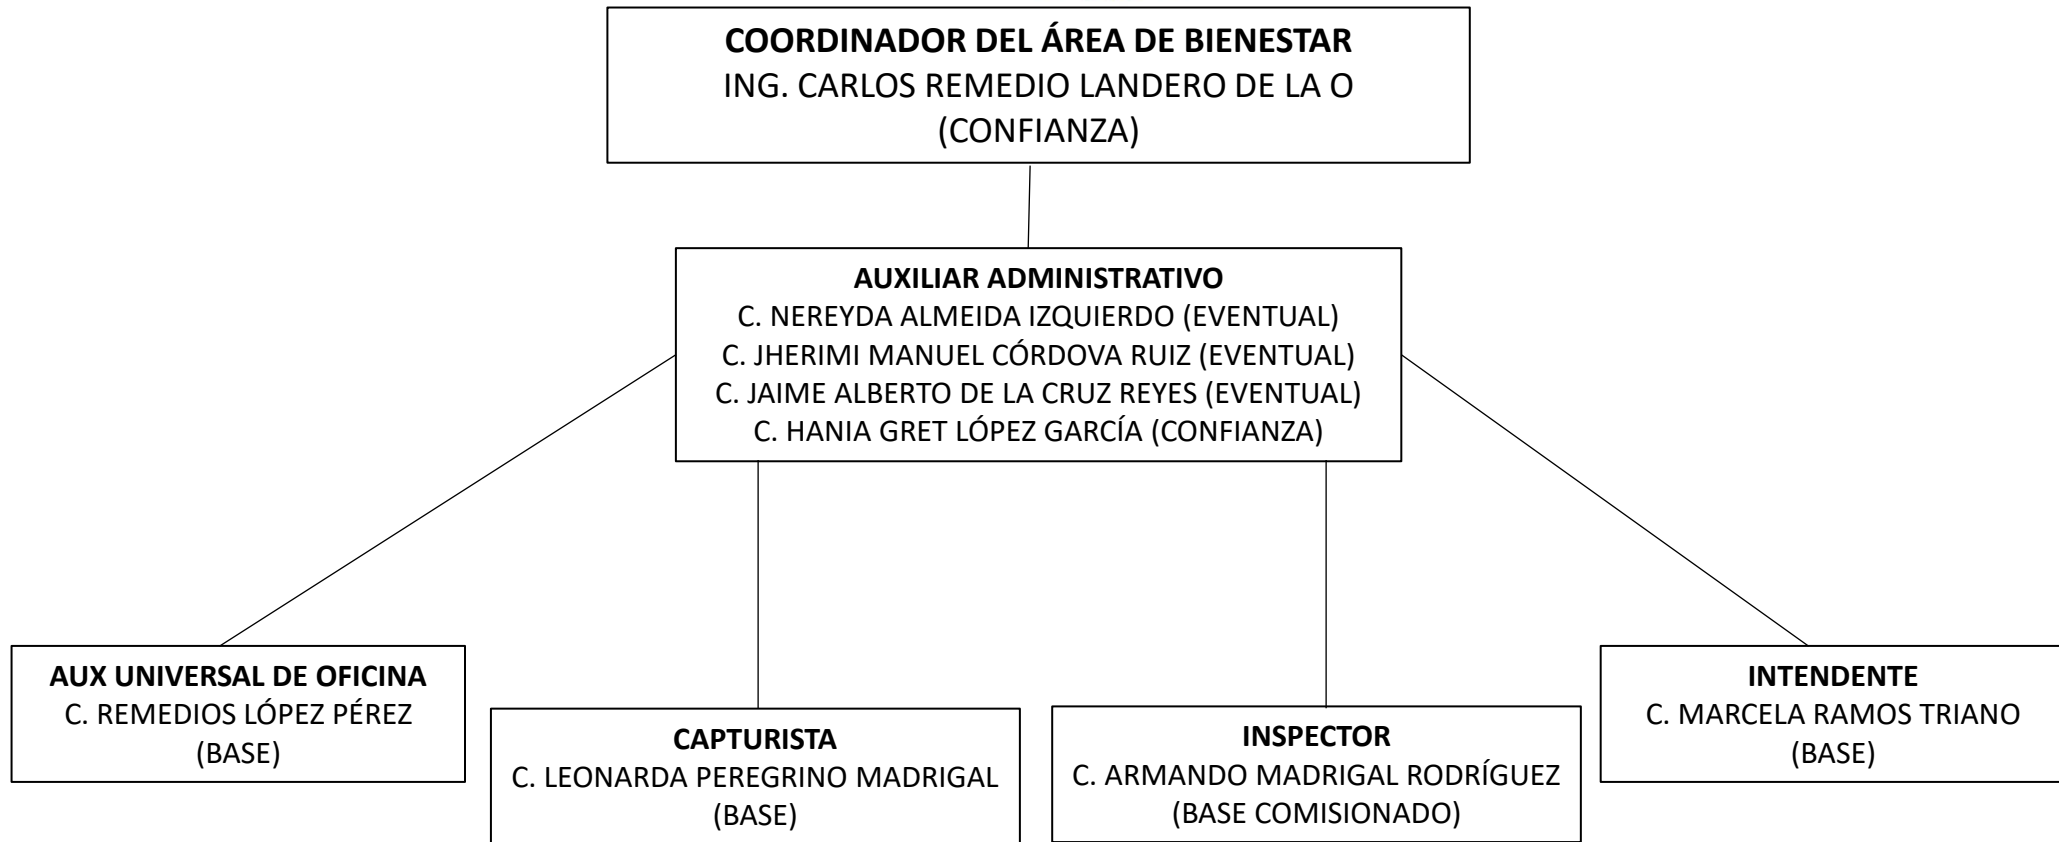 COORDINADOR DEL ÁREA DE BIENESTAR
ING. CARLOS REMEDIO LANDERO DE LA O
(CONFIANZA)
AUXILIAR ADMINISTRATIVO
C. NEREYDA ALMEIDA IZQUIERDO (EVENTUAL)
C. JHERIMI MANUEL CÓRDOVA RUIZ (EVENTUAL)
C. JAIME ALBERTO DE LA CRUZ REYES (EVENTUAL)
C. HANIA GRET LÓPEZ GARCÍA (CONFIANZA)
AUX UNIVERSAL DE OFICINA
C. REMEDIOS LÓPEZ PÉREZ
(BASE)
CAPTURISTA
C. LEONARDA PEREGRINO MADRIGAL
(BASE)
INSPECTOR
C. ARMANDO MADRIGAL RODRÍGUEZ
(BASE COMISIONADO)
INTENDENTE
C. MARCELA RAMOS TRIANO
(BASE)